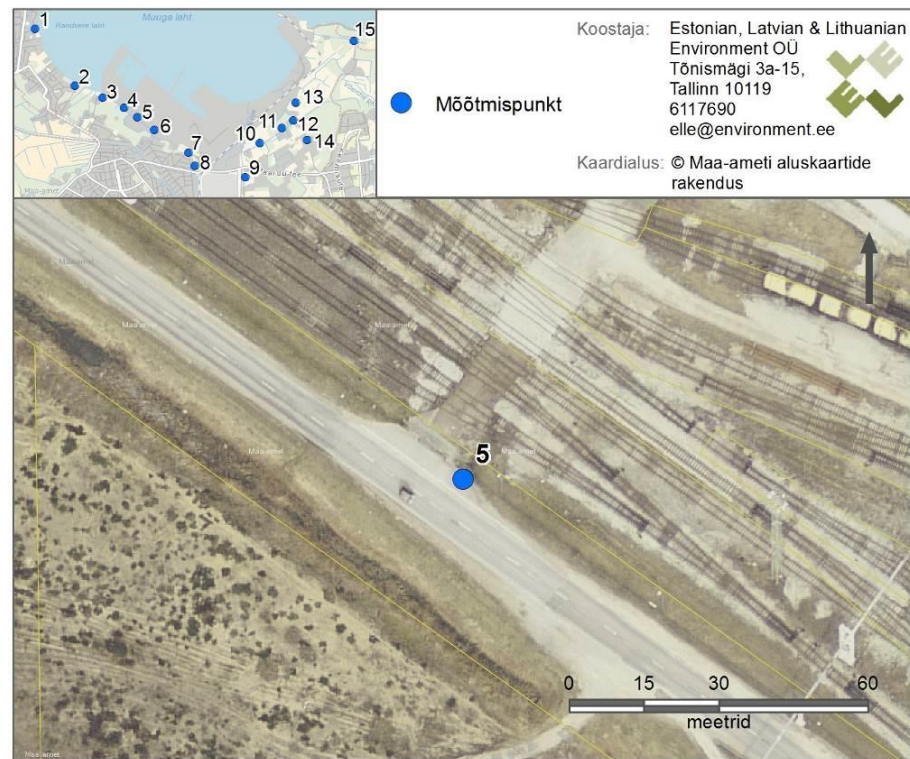 Muuga laht
Randvere laht
1
2
3
4
5
6
7
8
9
10
11
12
13
14
15
Maa-amet
Mõõtmispunkt
Koostaja:
Estonian, Latvian & Lithuanian
Environment OÜ
Tõnismägi 3a-15,
Tallinn 10119
6117690
elle@environment.ee
Kaardialus:
© Maa-ameti aluskaartide
rakendus
Maa-amet
Maa-amet
Maa-amet
Maa-amet
Maa-amet
5
0 15 30 60
meetrid
Maa-amet